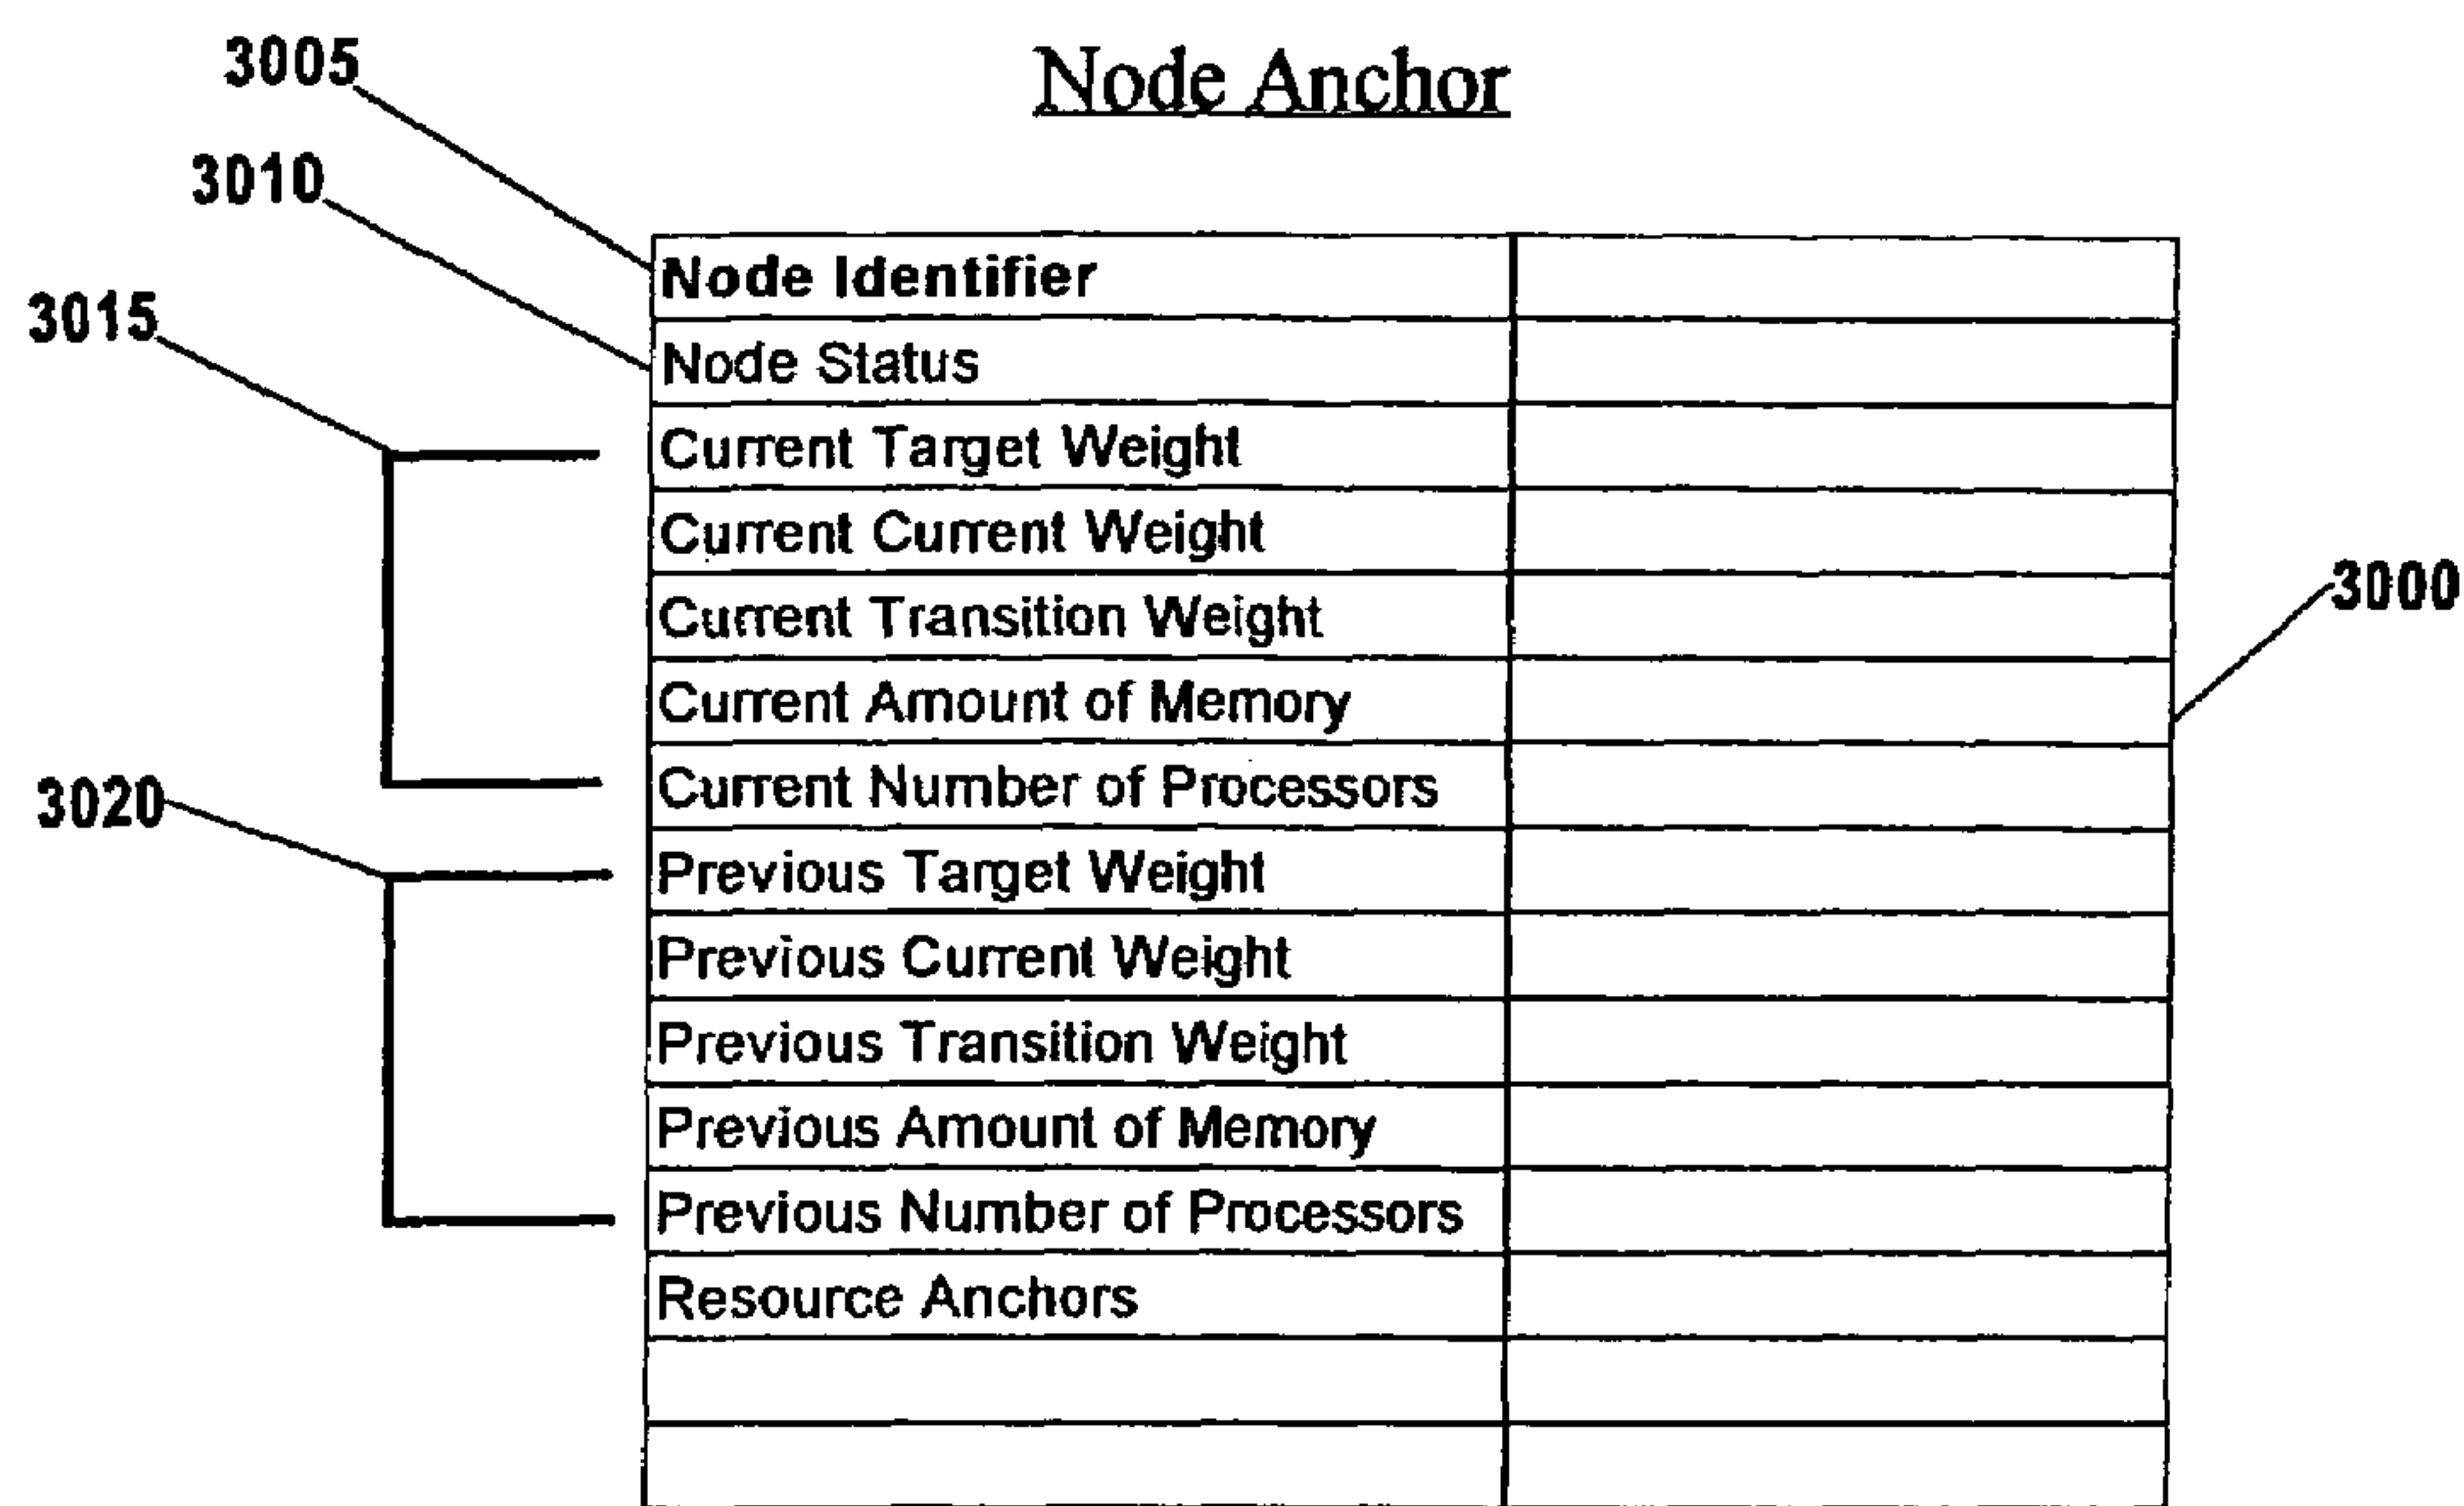 3005
Node Anchor
3010
Node Identifier
3015
Node Status
Current Target Weight
Current Current Weight
Current Transition Weight
3000
Current Amount of Memory
Current Number of Processors
3020
Previous Target Weight
Previous Current Weight
Previous Transition Weight
Previous Amount of Memory
Previous Number of Processors
Resource Anchors